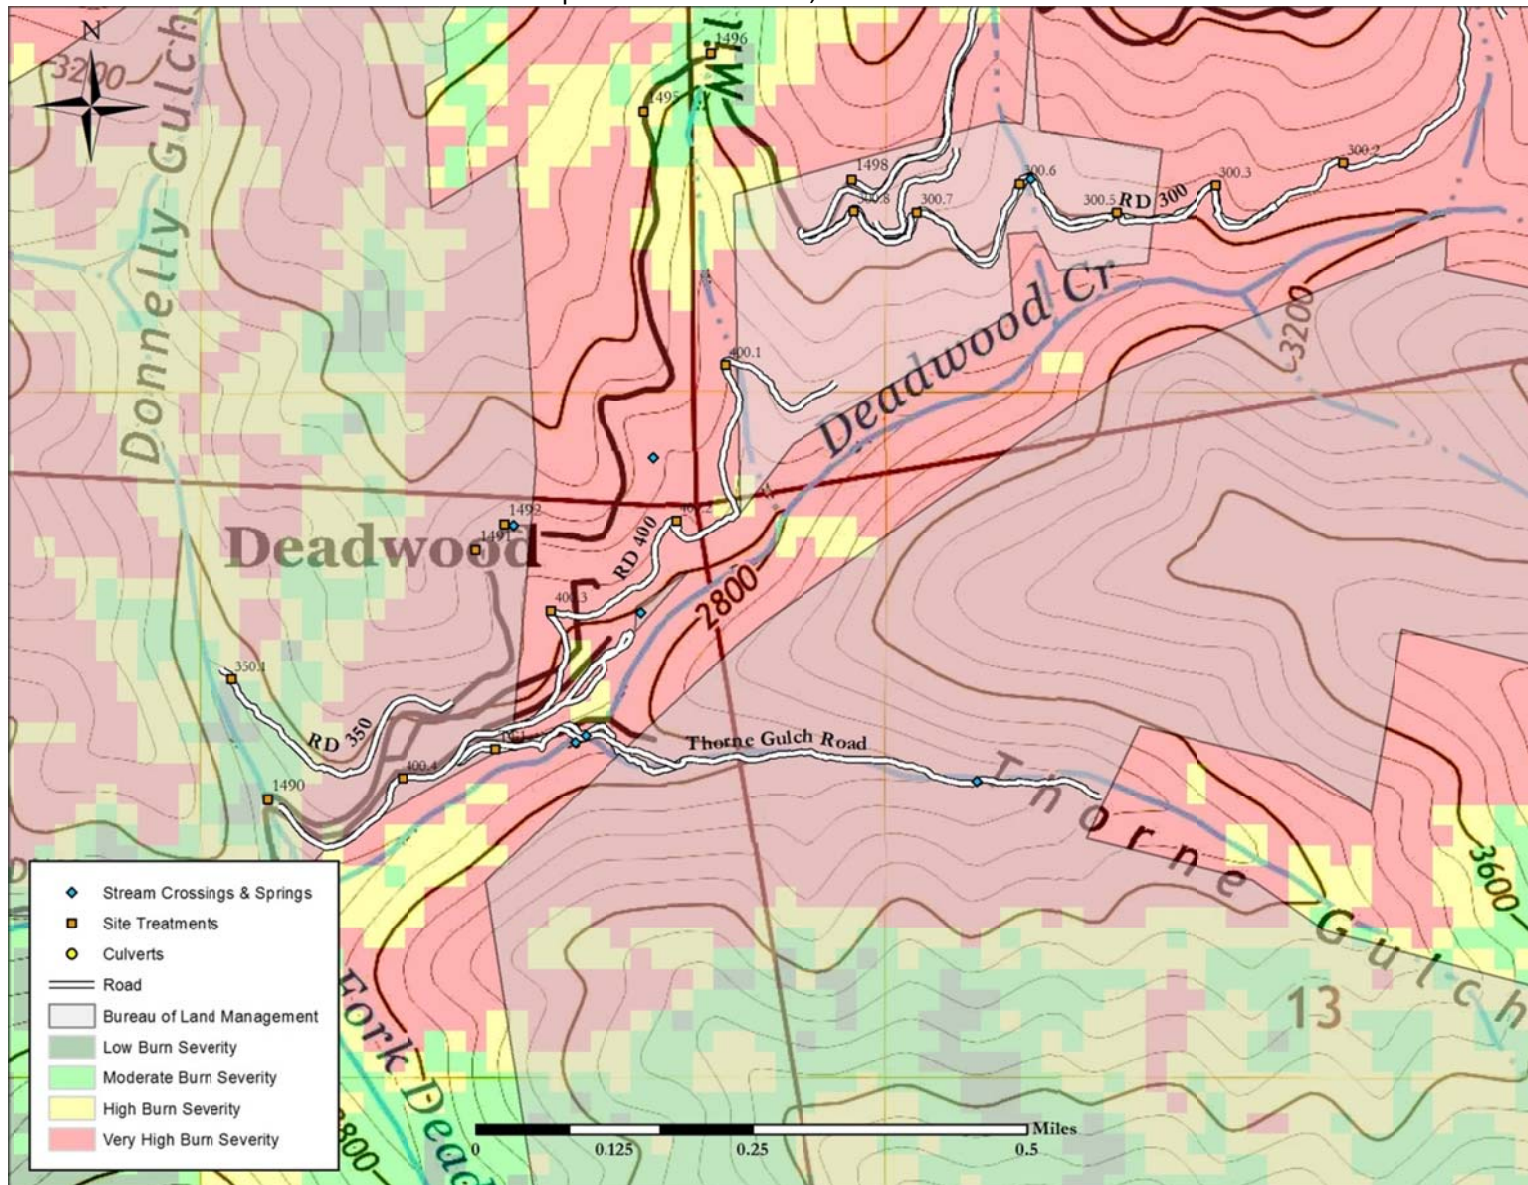 N
3200
Donnelly Gulch
1496
1495
1498
300.6
300.2
300.3
300.8
300.7
300.5
RD 300
Deadwood Cr
3200
400.1
1492
1491
Deadwood
RD 400
400.3
2800
350.1
RD 350
Thorne Gulch Road
400.4
1490
Thorne Gulch
3600
13
Stream Crossings & Springs
Site Treatments
Culverts
Road
Bureau of Land Management
Low Burn Severity
Moderate Burn Severity
High Burn Severity
Very High Burn Severity
Fork Dead
0
0.125
0.25
0.5
Miles